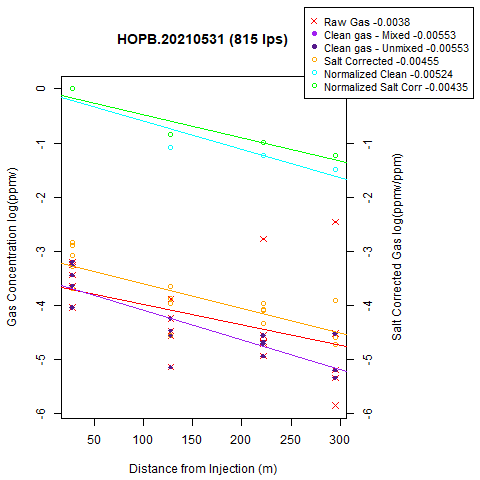 HOPB.20210531 (815 lps)
Raw Gas -0.0038
Clean gas - Mixed -0.00553
Clean gas - Unmixed -0.00553
Salt Corrected -0.00455
Normalized Clean -0.00524
Normalized Salt Corr -0.00435
Gas Concentration log(ppmv)
0
-1
-2
-3
-4
-5
-6
-1
-2
-3
-4
-5
-6
Salt Corrected Gas log(ppmv/ppm)
50 100 150 200 250 300
Distance from Injection (m)